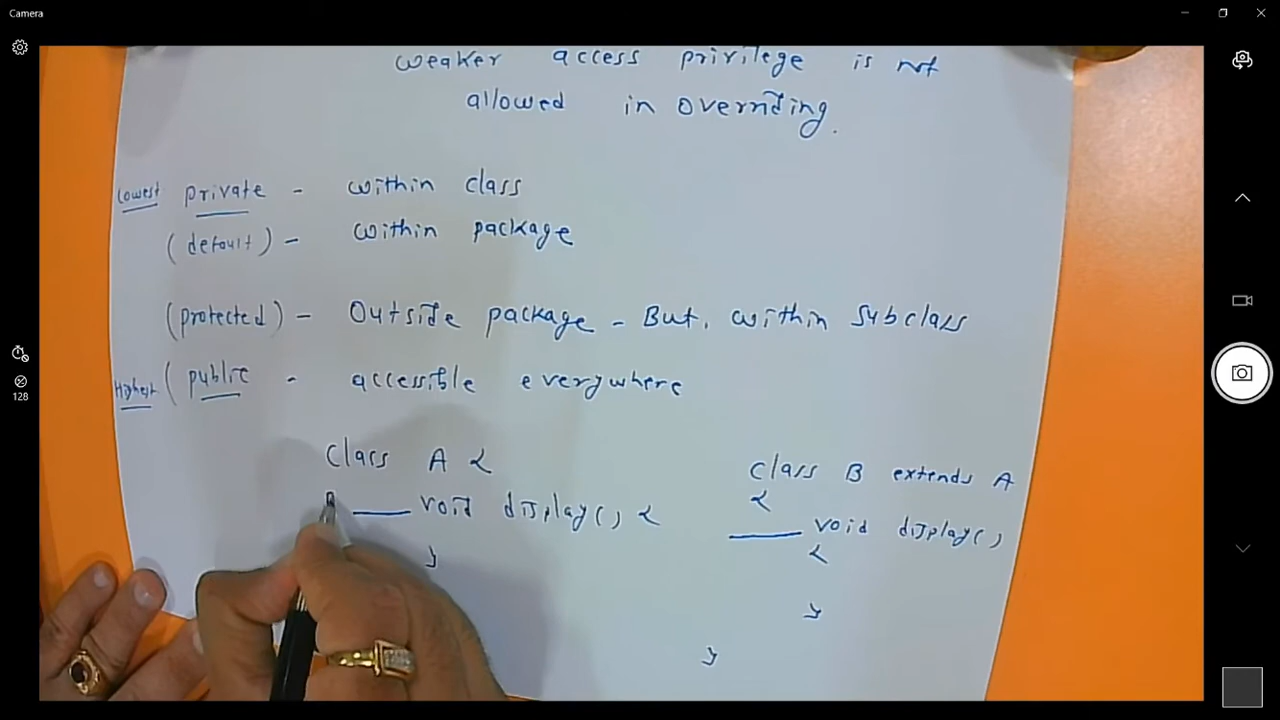 Camera
weaker access privilege is not
allowed in overriding.
Lowest private - within class
(default) - within package
(protected) - Outside package - But, within Subclass
Highest (public - accessible everywhere
Class A {
void display() {
}
Class B extends A
{
void display()
{
}
}
128